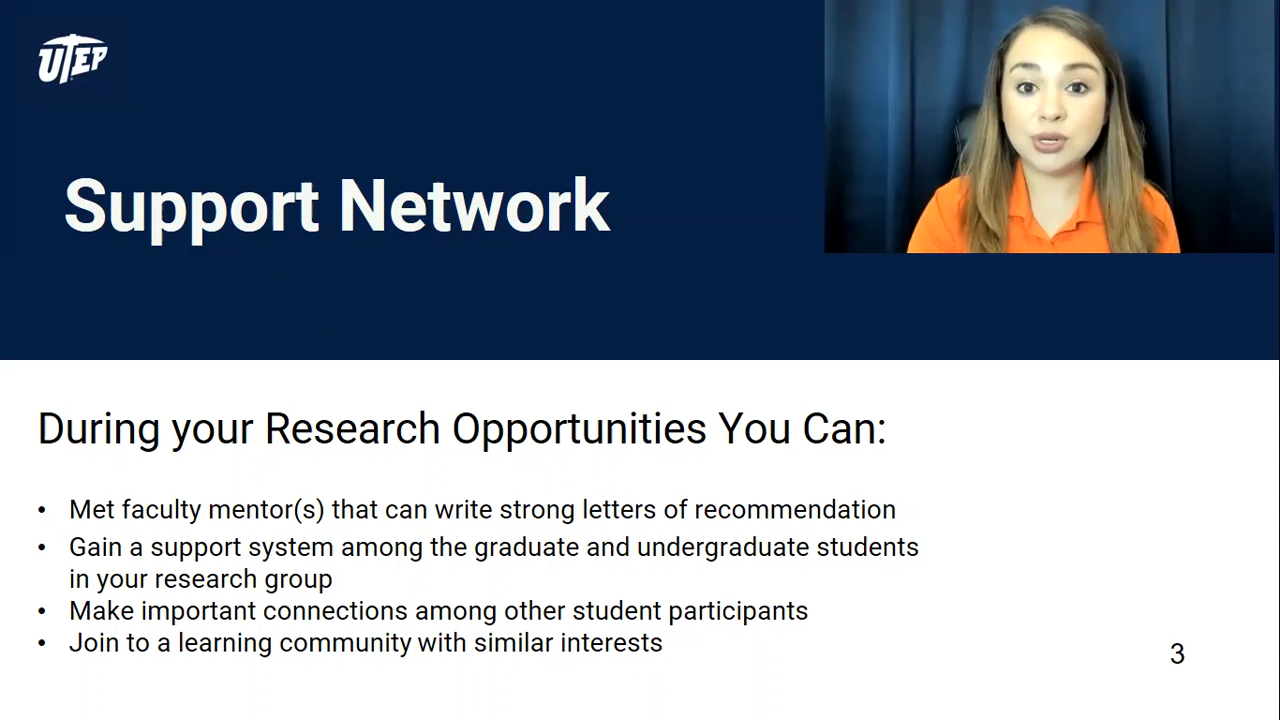 UTEP
Support Network
During your Research Opportunities You Can:
• Met faculty mentor(s) that can write strong letters of recommendation
• Gain a support system among the graduate and undergraduate students
in your research group
• Make important connections among other student participants
• Join to a learning community with similar interests
3